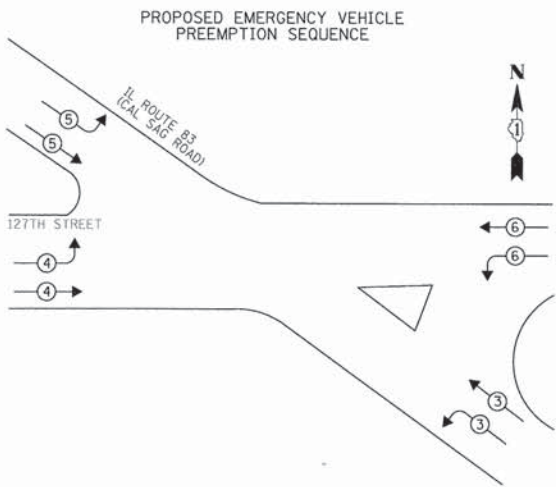 PROPOSED EMERGENCY VEHICLE
PREEMPTION SEQUENCE
N
1
IL ROUTE 83
(CAL SAG ROAD)
5
5
127TH STREET
4
4
6
6
3
3